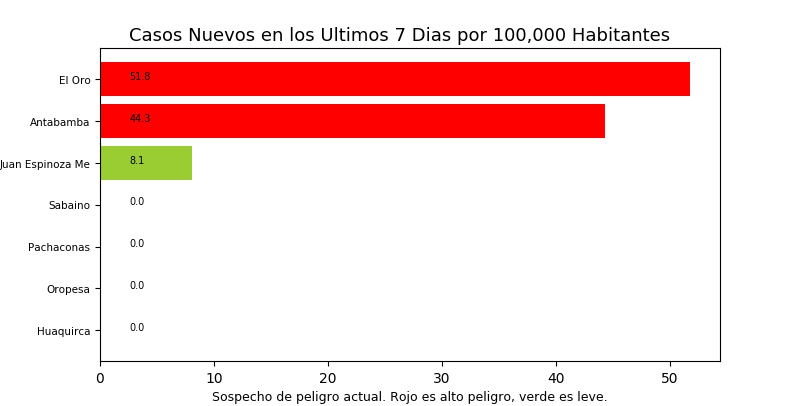 Casos Nuevos en los Ultimos 7 Dias por 100,000 Habitantes
El Oro 51.8
Antabamba 44.3
Juan Espinoza Me 8.1
Sabaino 0.0
Pachaconas 0.0
Oropesa 0.0
Huaquirca 0.0
0 10 20 30 40 50
Sospecho de peligro actual. Rojo es alto peligro, verde es leve.